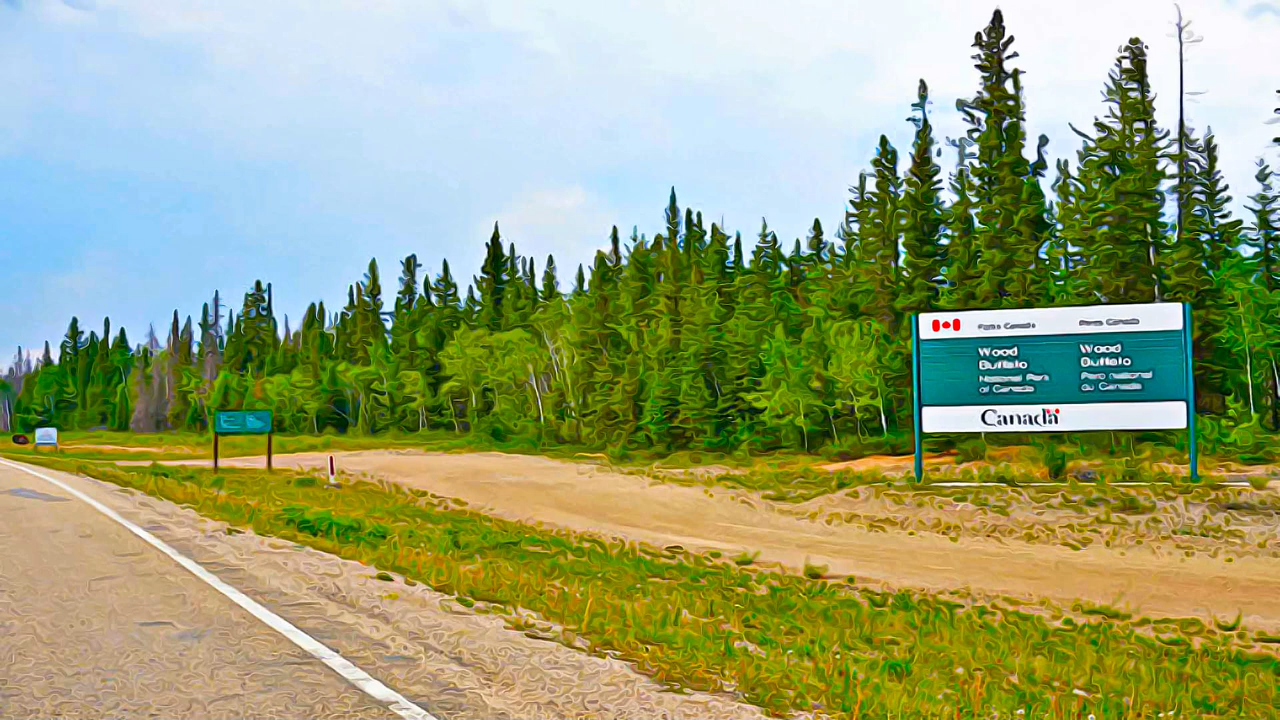 Parks Canada
Parcs Canada
Wood
Buffalo
National Park
of Canada
Wood
Buffalo
Parc national
du Canada
Canada